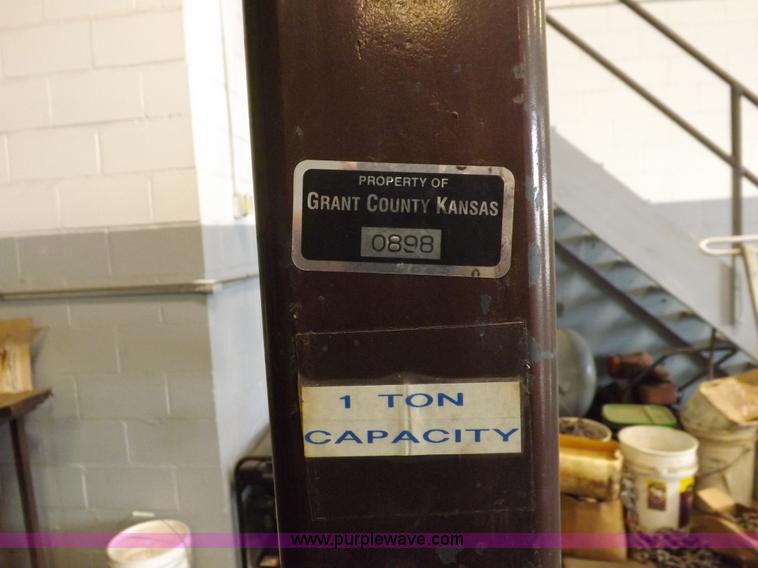 PROPERTY OF
GRANT COUNTY KANSAS
0898
1 TON
CAPACITY
www.purplewave.com